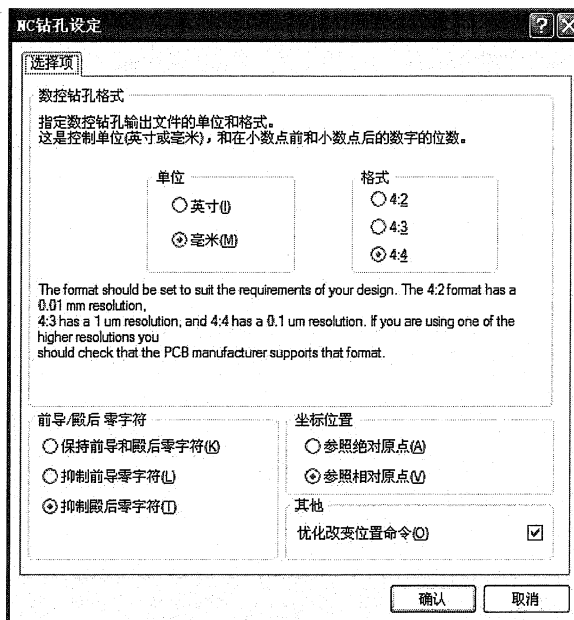 NC钻孔设定
选择项
数控钻孔格式
指定数控钻孔输出文件的单位和格式。
这是控制单位(英寸或毫米)，和在小数点前和小数点后的数字的位数。
单位
英寸(I)
毫米(M)
格式
4:2
4:3
4:4
The format should be set to suit the requirements of your design. The 4:2 format has a
0.01 mm resolution,
4:3 has a 1 um resolution, and 4:4 has a 0.1 um resolution. If you are using one of the
higher resolutions you
should check that the PCB manufacturer supports that format.
前导/殿后 零字符
保持前导和殿后零字符(K)
抑制前导零字符(L)
抑制殿后零字符(T)
坐标位置
参照绝对原点(A)
参照相对原点(V)
其他
优化改变位置命令(O)
确认
取消